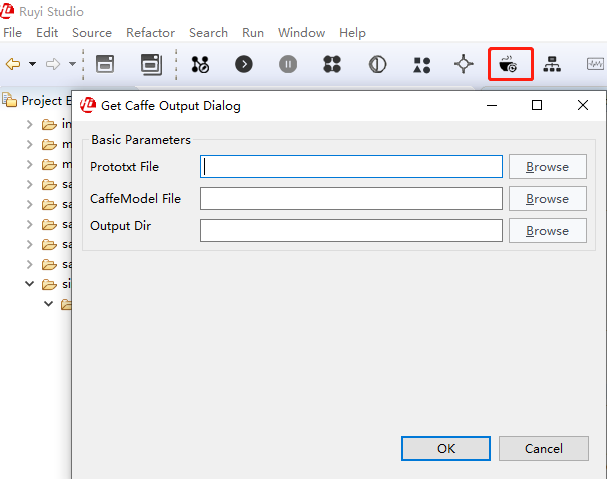 Ruyi Studio
File Edit Source Refactor Search Run Window Help
Project E
Get Caffe Output Dialog
in
m
m
sa
sa
sa
sa
sa
si
Basic Parameters
Prototxt File Browse
CaffeModel File Browse
Output Dir Browse
OK Cancel